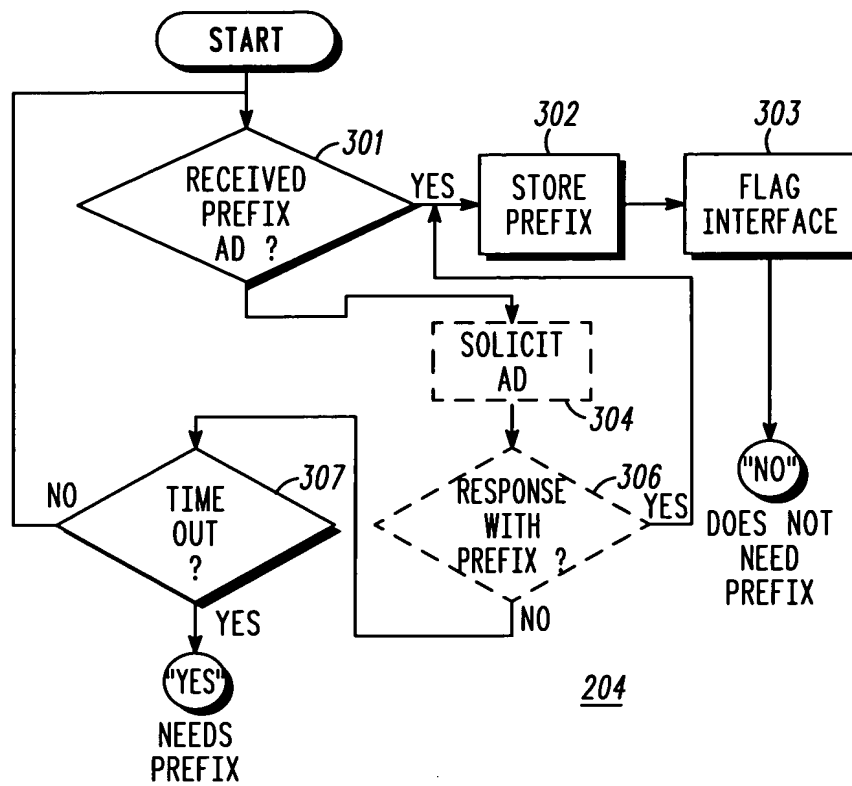 START
301
RECEIVED
PREFIX
AD ?
YES
302
STORE
PREFIX
303
FLAG
INTERFACE
SOLICIT
AD
304
306
RESPONSE
WITH
PREFIX ?
YES
NO
307
TIME
OUT
?
NO
YES
"YES"
NEEDS
PREFIX
"NO"
DOES NOT
NEED
PREFIX
204